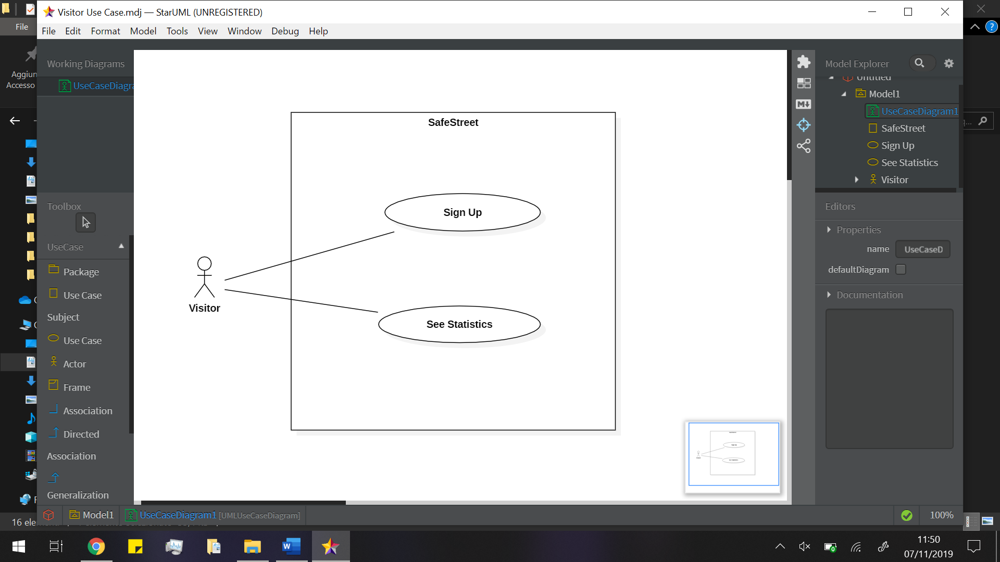 Visitor Use Case.mdj — StarUML (UNREGISTERED)
File
File Edit Format Model Tools View Window Debug Help
Aggiun
Accesso
Working Diagrams
UseCaseDiagra
Toolbox
UseCase
Package
Use Case
Subject
Use Case
Actor
Frame
Association
Directed
Association
Generalization
SafeStreet
Sign Up
Visitor
See Statistics
M
Model Explorer
Untitled
Model1
UseCaseDiagram1
SafeStreet
Sign Up
See Statistics
Visitor
Editors
Properties
name UseCaseD
defaultDiagram
Documentation
Model1
UseCaseDiagram1 [UMLUseCaseDiagram]
100%
16 ele
11:50
07/11/2019